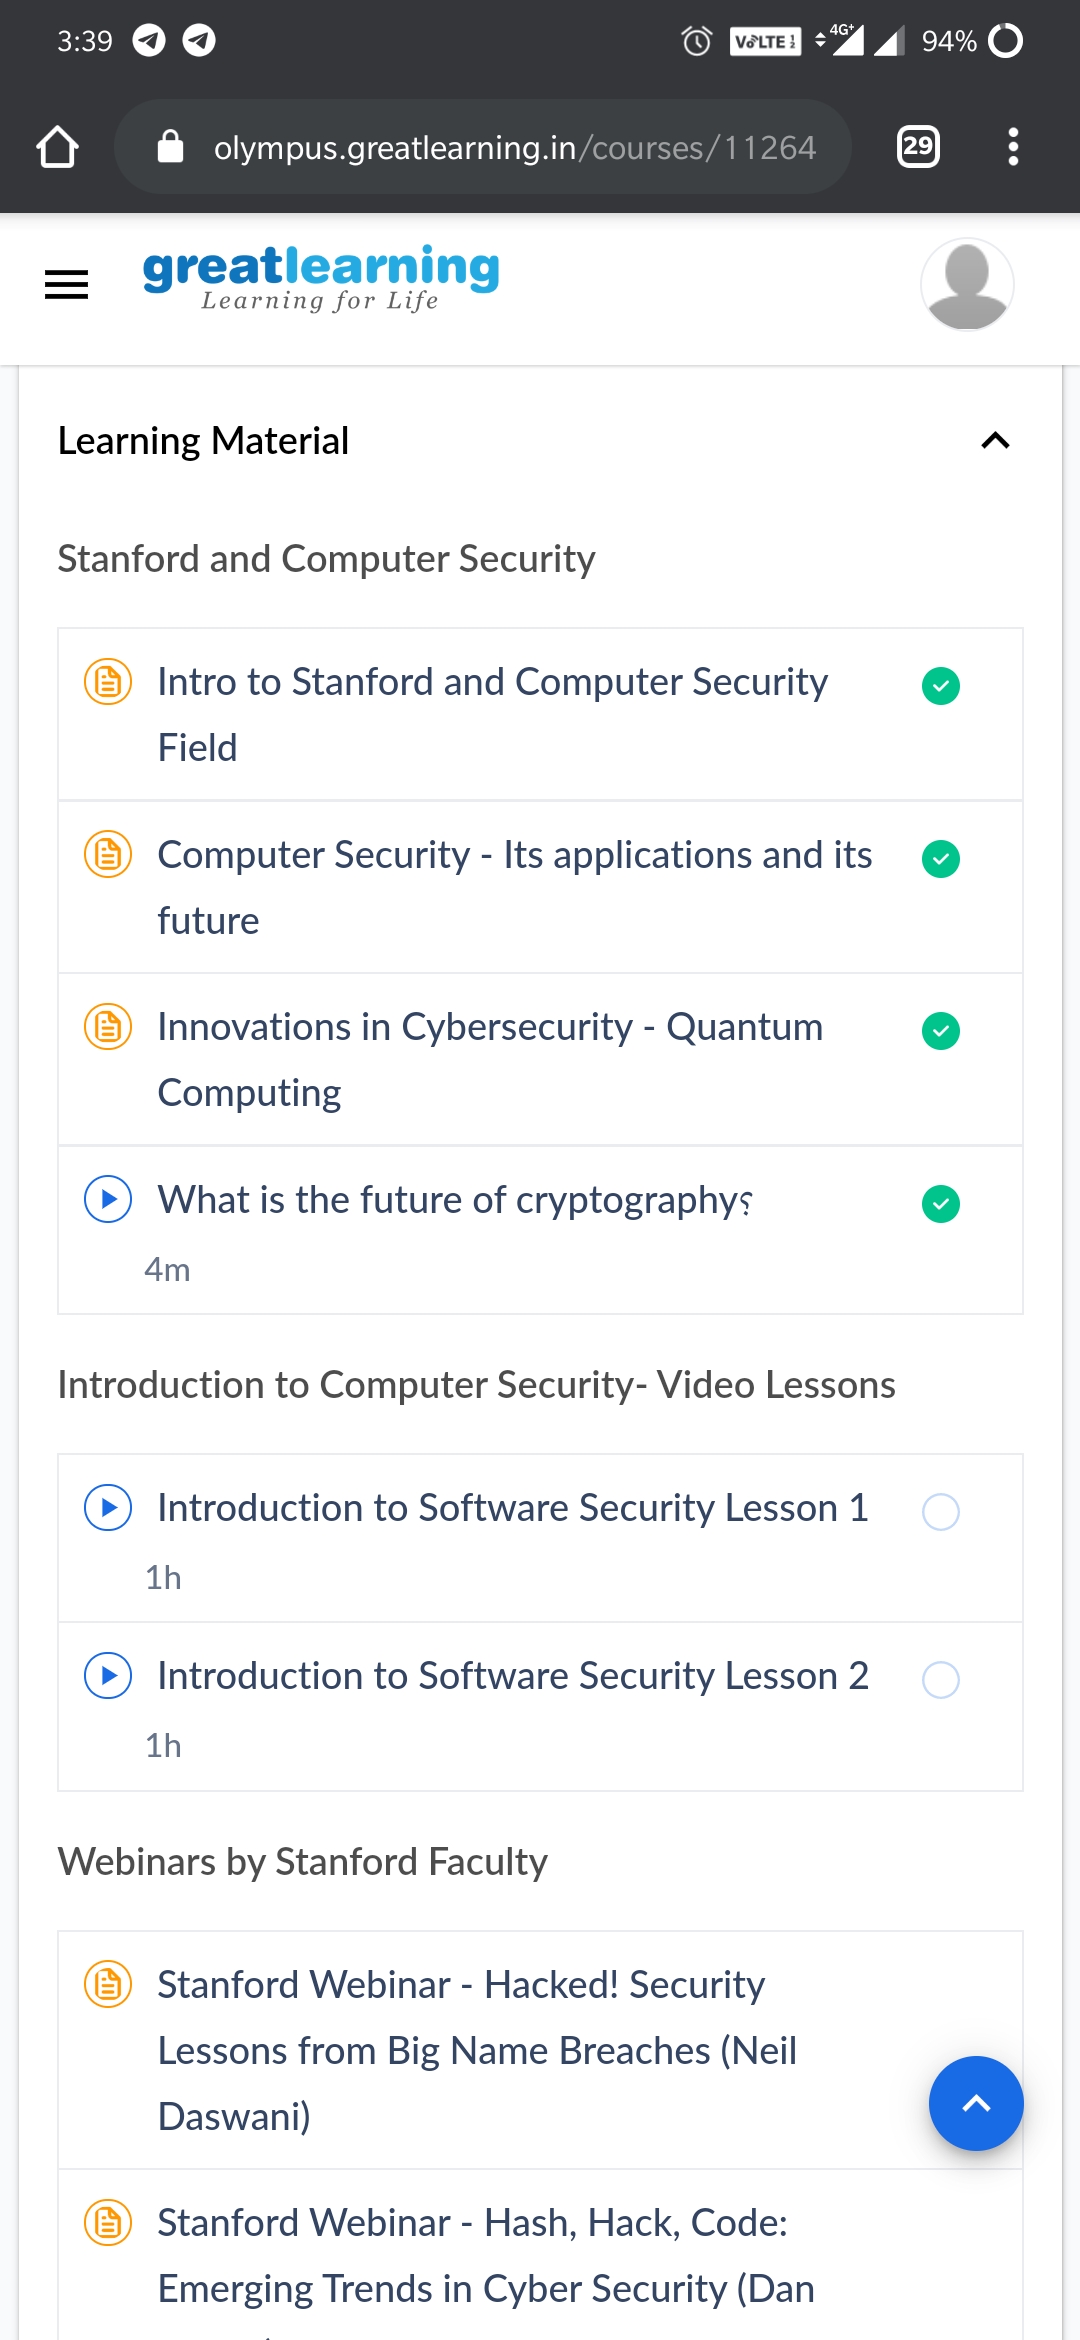 3:39 VoLTE 4G+ 94%
olympus.greatlearning.in/courses/11264 29
greatlearning
Learning for Life
Learning Material
Stanford and Computer Security
Intro to Stanford and Computer Security
Field
Computer Security - Its applications and its
future
Innovations in Cybersecurity - Quantum
Computing
What is the future of cryptography⸮
4m
Introduction to Computer Security- Video Lessons
Introduction to Software Security Lesson 1
1h
Introduction to Software Security Lesson 2
1h
Webinars by Stanford Faculty
Stanford Webinar - Hacked! Security
Lessons from Big Name Breaches (Neil
Daswani)
Stanford Webinar - Hash, Hack, Code:
Emerging Trends in Cyber Security (Dan